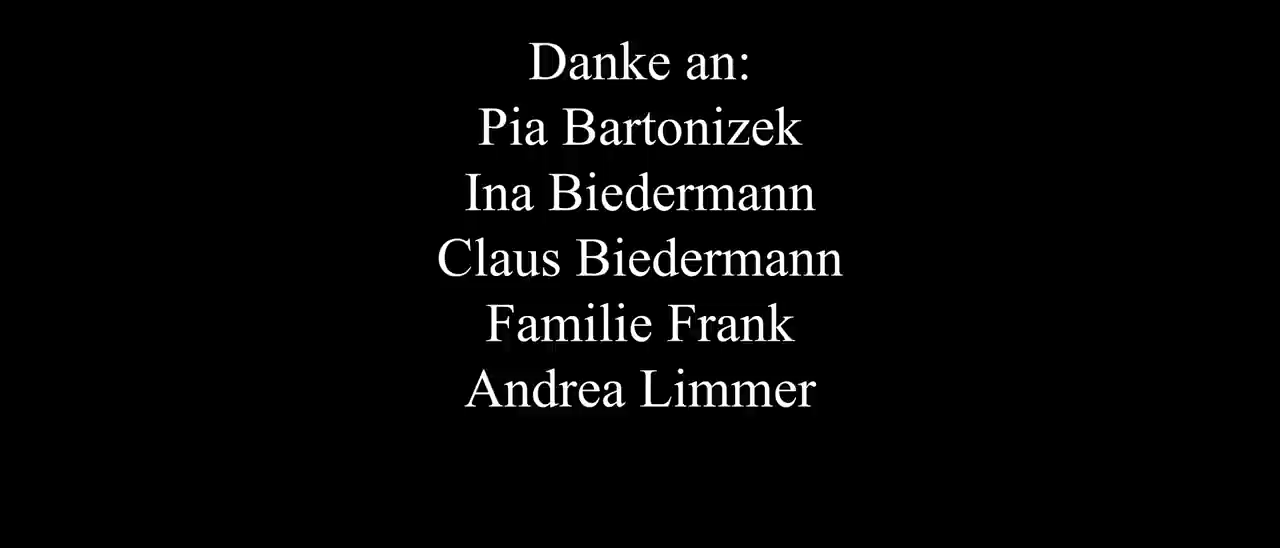 Danke an:
Pia Bartonizek
Ina Biedermann
Claus Biedermann
Familie Frank
Andrea Limmer